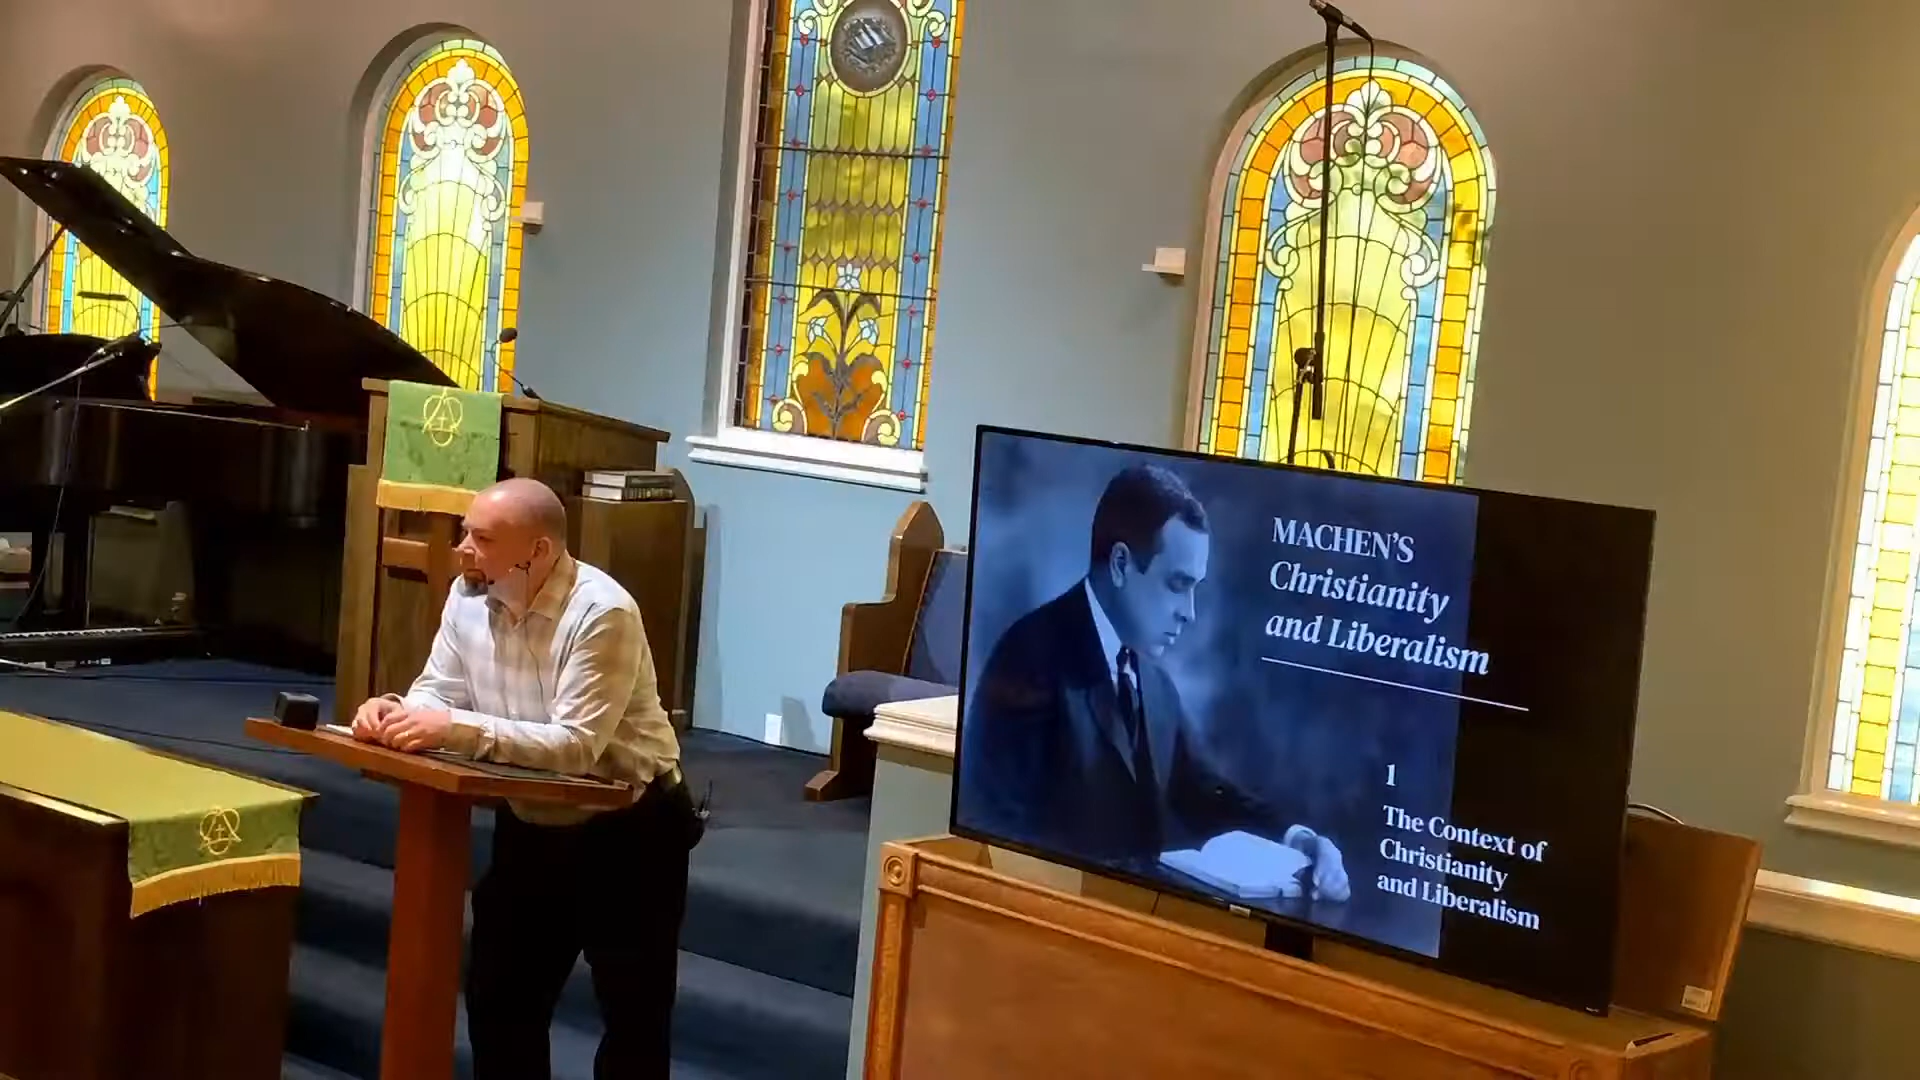 MACHEN'S
Christianity
and Liberalism
1
The Context of
Christianity
and Liberalism